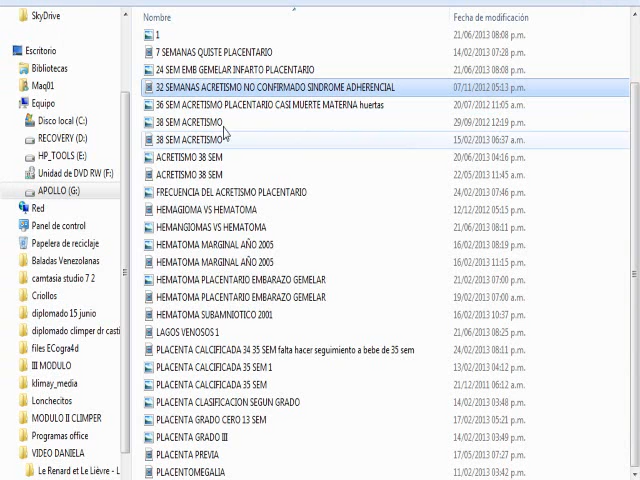 SkyDrive
Escritorio
Bibliotecas
Maq01
Equipo
Disco local (C:)
RECOVERY (D:)
HP_TOOLS (E:)
Unidad de DVD RW (F:)
APOLLO (G:)
Red
Panel de control
Papelera de reciclaje
Baladas Venezolanas
camtasia studio 7 2
Criollos
diplomado 15 junio
diplomado climper dr casti
files ECogra4d
III MODULO
klimay_media
Lonchecitos
MODULO II CLIMPER
Programas office
VIDEO DANIELA
Le Renard et Le Lièvre - L
Nombre Fecha de modificación
1 21/06/2013 08:08 p.m.
7 SEMANAS QUISTE PLACENTARIO 14/02/2013 07:28 p.m.
24 SEM EMB GEMELAR INFARTO PLACENTARIO 21/06/2013 08:08 p.m.
32 SEMANAS ACRETISMO NO CONFIRMADO SINDROME ADHERENCIAL 07/11/2012 05:13 p.m.
36 SEM ACRETISMO PLACENTARIO CASI MUERTE MATERNA huertas 20/07/2012 11:05 a.m.
38 SEM ACRETISMO 29/09/2012 12:19 p.m.
38 SEM ACRETISMO 15/02/2013 06:37 a.m.
ACRETISMO 38 SEM 20/06/2013 04:16 p.m.
ACRETISMO 38 SEM 22/05/2013 11:45 a.m.
FRECUENCIA DEL ACRETISMO PLACENTARIO 24/02/2013 07:46 p.m.
HEMAGIOMA VS HEMATOMA 12/12/2012 05:15 p.m.
HEMANGIOMAS VS HEMATOMA 21/06/2013 08:11 p.m.
HEMATOMA MARGINAL AÑO 2005 16/02/2013 08:19 p.m.
HEMATOMA MARGINAL AÑO 2005 16/02/2013 11:15 p.m.
HEMATOMA PLACENTARIO EMBARAZO GEMELAR 21/02/2013 07:00 p.m.
HEMATOMA PLACENTARIO EMBARAZO GEMELAR 19/02/2013 07:00 a.m.
HEMATOMA SUBAMNIOTICO 2001 16/02/2013 10:37 p.m.
LAGOS VENOSOS 1 21/06/2013 08:25 p.m.
PLACENTA CALCIFICADA 34 35 SEM falta hacer seguimiento a bebe de 35 sem 24/02/2013 08:11 p.m.
PLACENTA CALCIFICADA 35 SEM 1 13/02/2013 04:12 p.m.
PLACENTA CALCIFICADA 35 SEM 21/12/2011 06:12 a.m.
PLACENTA CLASIFICACION SEGUN GRADO 14/02/2013 03:48 p.m.
PLACENTA GRADO CERO 13 SEM 17/02/2013 05:21 p.m.
PLACENTA GRADO III 14/02/2013 03:49 p.m.
PLACENTA PREVIA 17/05/2013 07:27 p.m.
PLACENTOMEGALIA 11/02/2013 03:42 p.m.